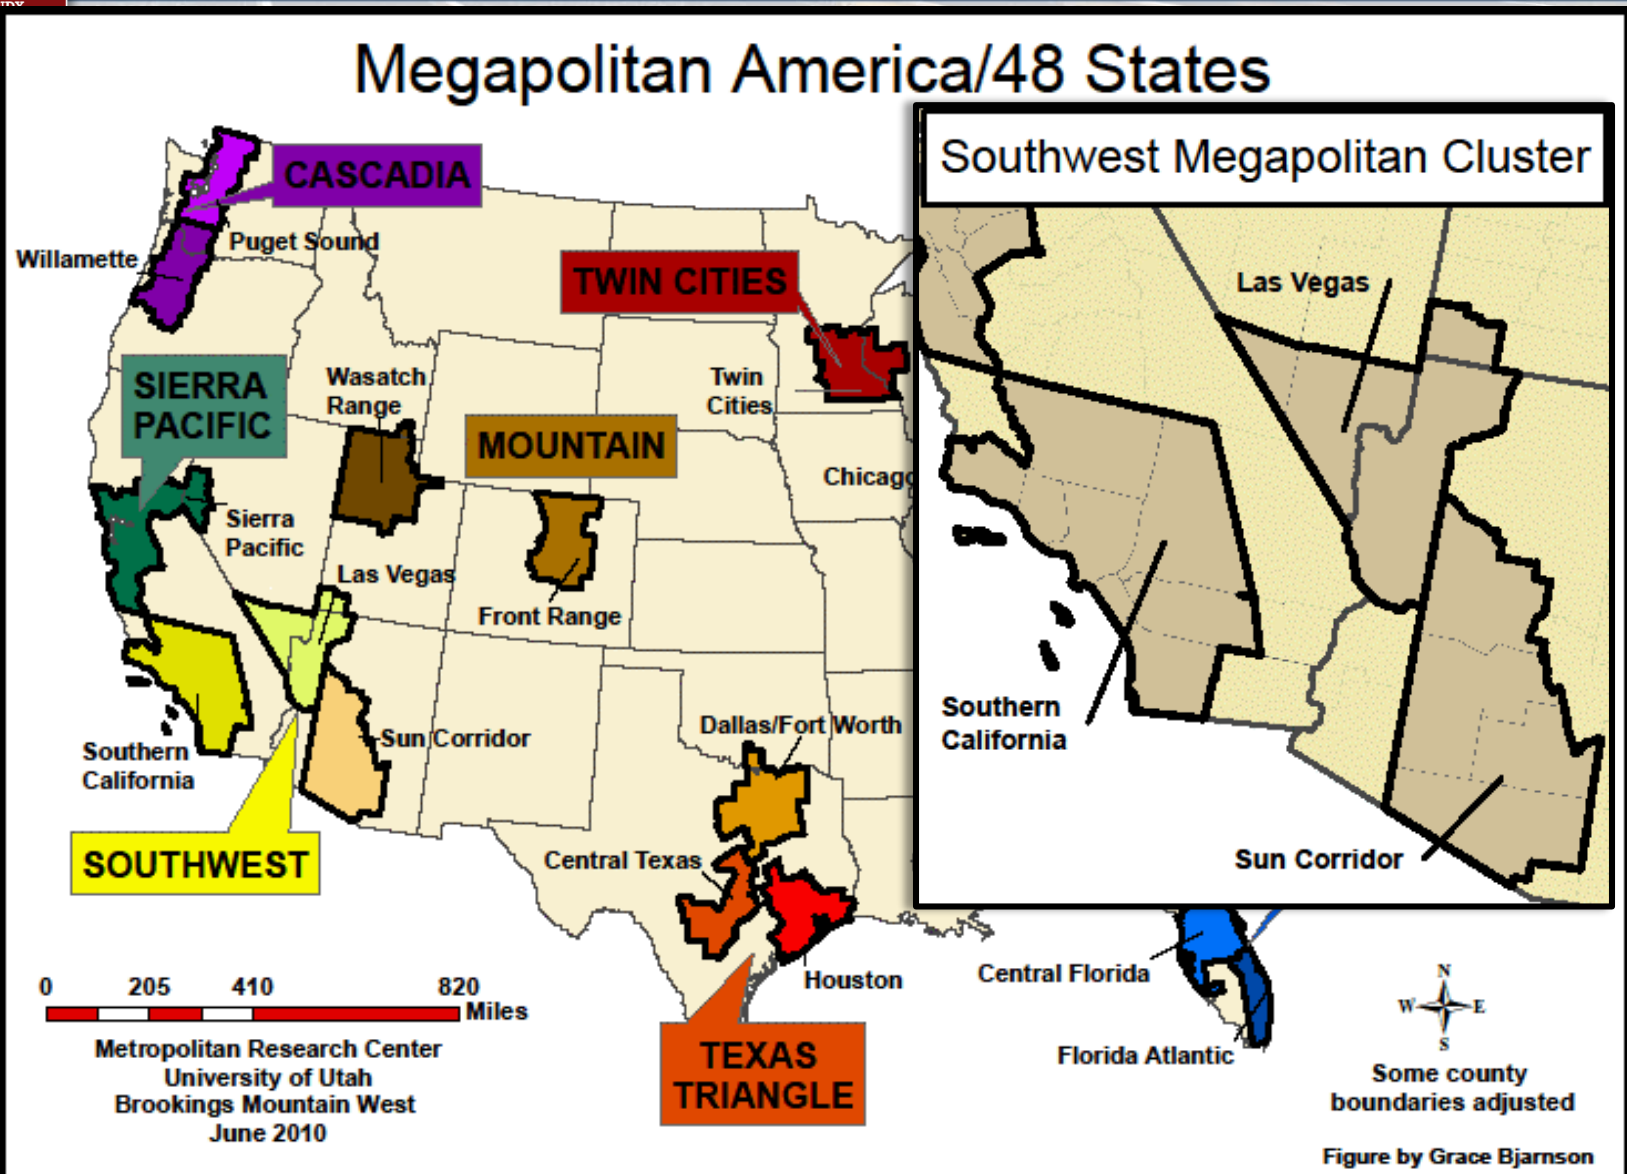 Megapolitan America/48 States
Southwest Megapolitan Cluster
CASCADIA
Puget Sound
Willamette
TWIN CITIES
Las Vegas
SIERRA
PACIFIC
Wasatch
Range
Twin
Cities
MOUNTAIN
Chicago
Sierra
Pacific
Las Vegas
Front Range
Southern
California
Sun Corridor
Dallas/Fort Worth
Southern
California
SOUTHWEST
Central Texas
Sun Corridor
Houston
Central Florida
Florida Atlantic
TEXAS
TRIANGLE
0 205 410 820
Miles
Metropolitan Research Center
University of Utah
Brookings Mountain West
June 2010
N
W E
S
Some county
boundaries adjusted
Figure by Grace Bjarnson